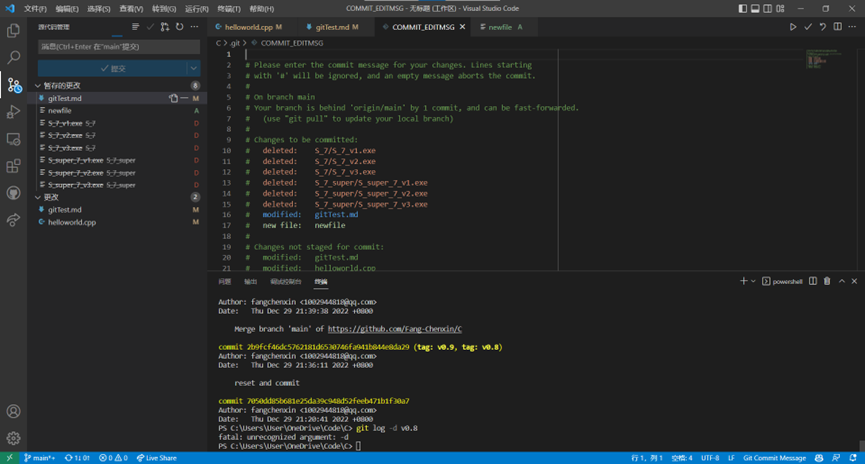 文件(F) 编辑(E) 选择(S) 查看(V) 转到(G) 运行(R) 终端(T) 帮助(H) COMMIT_EDITMSG - 无标题 (工作区) - Visual Studio Code
源代码管理
helloworld.cpp M gitTest.md M COMMIT_EDITMSG newfile A
消息(Ctrl+Enter 在"main"提交)
提交
暂存的更改 8
gitTest.md M
newfile A
S_7_v1.exe S_7 D
S_7_v2.exe S_7 D
S_7_v3.exe S_7 D
S_super_7_v1.exe S_7_super D
S_super_7_v2.exe S_7_super D
S_super_7_v3.exe S_7_super D
更改 2
gitTest.md M
helloworld.cpp M
C > git > COMMIT_EDITMSG
1
2 # Please enter the commit message for your changes. Lines starting
3 # with '#' will be ignored, and an empty message aborts the commit.
4 #
5 # On branch main
6 # Your branch is behind 'origin/main' by 1 commit, and can be fast-forwarded.
7 #   (use "git pull" to update your local branch)
8 #
9 # Changes to be committed:
10 #   deleted:    S_7/S_7_v1.exe
11 #   deleted:    S_7/S_7_v2.exe
12 #   deleted:    S_7/S_7_v3.exe
13 #   deleted:    S_7_super/S_super_7_v1.exe
14 #   deleted:    S_7_super/S_super_7_v2.exe
15 #   deleted:    S_7_super/S_super_7_v3.exe
16 #   modified:   gitTest.md
17 #   new file:   newfile
18 #
19 # Changes not staged for commit:
20 #   modified:   gitTest.md
21 #   modified:   helloworld.cpp
问题 输出 调试控制台 终端 powershell
Author: fangchenxin <1002944818@qq.com>
Date:   Thu Dec 29 21:39:38 2022 +0800
Merge branch 'main' of https://github.com/Fang-Chenxin/C
commit 2b9fcf46dc5762181d6530746fa941b844e8da29 (tag: v0.9, tag: v0.8)
Author: fangchenxin <1002944818@qq.com>
Date:   Thu Dec 29 21:36:11 2022 +0800
reset and commit
commit 7050dd85b681e25da39c948d52feeb471b1f30a7
Author: fangchenxin <1002944818@qq.com>
Date:   Thu Dec 29 21:20:41 2022 +0800
PS C:\Users\User\OneDrive\Code\C> git log -d v0.8
fatal: unrecognized argument: -d
PS C:\Users\User\OneDrive\Code\C>
main*+ 1↓ 0↑ 0 0 Live Share 行 1，列 1 空格: 4 UTF-8 LF Git Commit Message